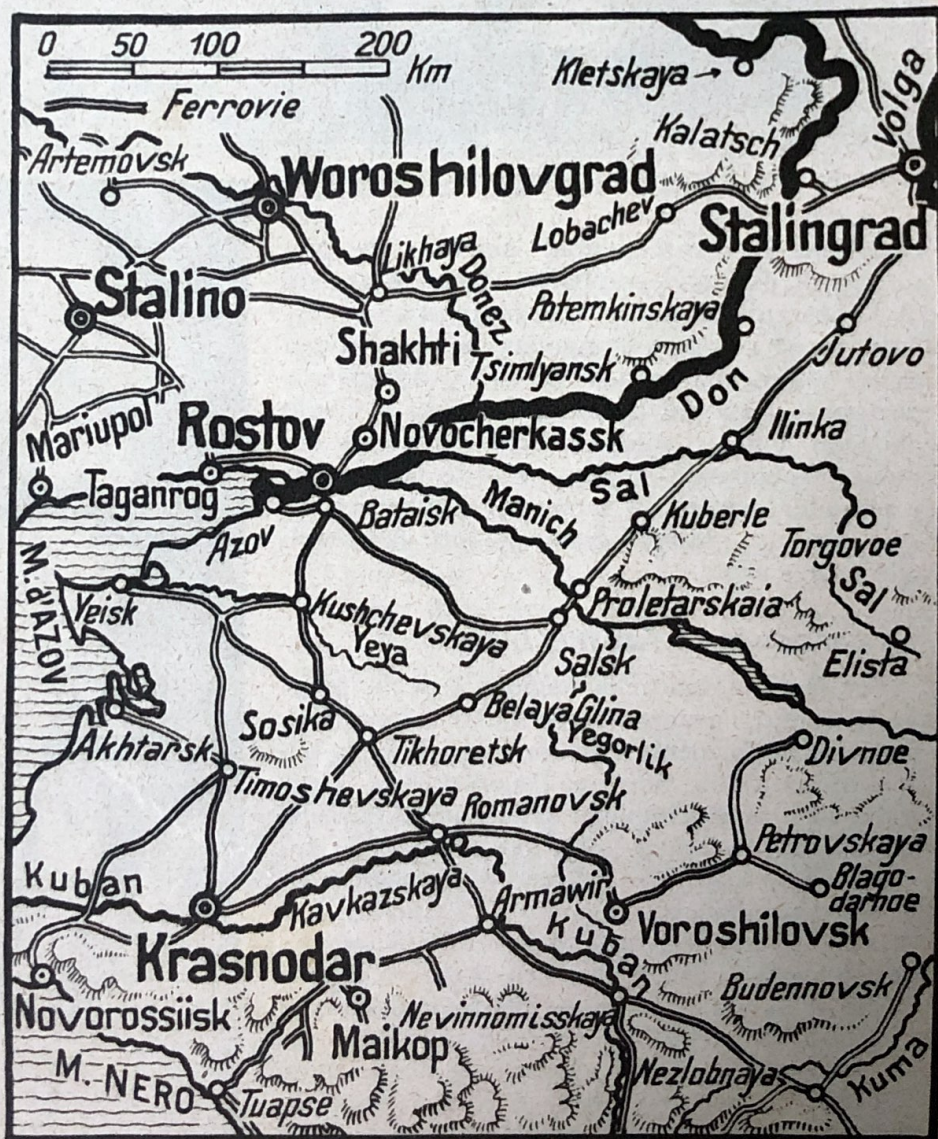 0 50 100 200 Km
Ferrovie
Kletskaya
Volga
Kalatsch
Artemovsk
Woroshilovgrad
Lobachev
Stalingrad
Likhaya
Donez
Stalino
Potemkinskaya
Shakhti
Tsimlyansk
Jutovo
Don
Mariupol
Rostov
Novocherkassk
Ilinka
Taganrog
Sal
Manich
Azov
Bataisk
Kuberle
Torgovoe
M. d'AZOV
Yeisk
Kushchevskaya
Proletarskaia
Sal
Yeya
Salsk
Elista
Sosika
Belaya Glina
Akhtarsk
Tikhoretsk
Yegorlik
Divnoe
Timoshevskaya
Romanovsk
Petrovskaya
Kuban
Kavkazskaya
Armawir
Blago-
darnoe
Kuban
Voroshilovsk
Krasnodar
Budennovsk
Novorossiisk
Nevinnomisskaya
Maikop
Nezlobnaya
Kuma
M. NERO
Tuapse